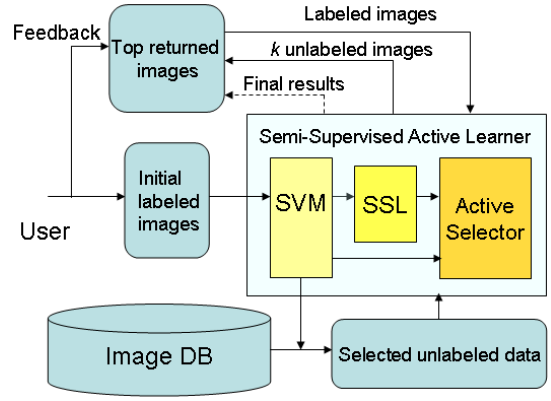 Labeled images
Feedback
Top returned
images
k unlabeled images
Final results
Semi-Supervised Active Learner
Initial
labeled
images
SVM
SSL
Active
Selector
User
Image DB
Selected unlabeled data